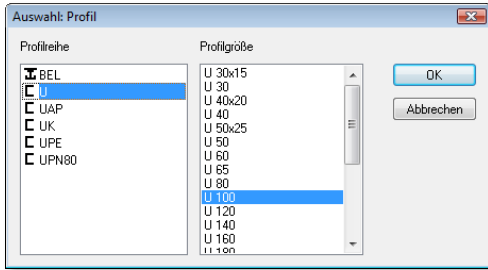 Auswahl: Profil
Profilreihe
BEL
U
UAP
UK
UPE
UPN80
Profilgröße
U 30x15
U 30
U 40x20
U 40
U 50x25
U 50
U 60
U 65
U 80
U 100
U 120
U 140
U 160
U 180
OK
Abbrechen